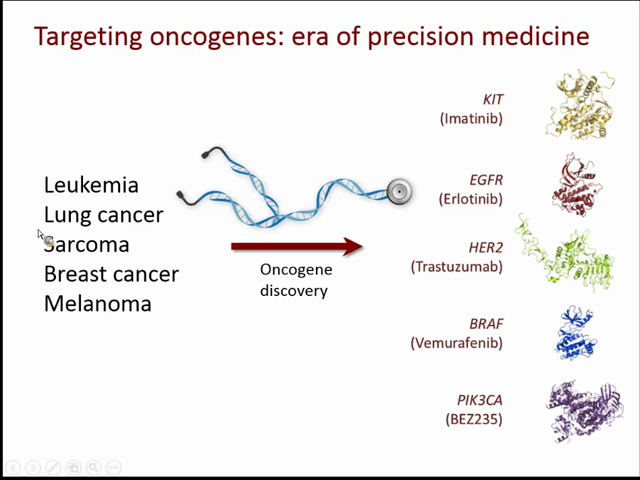 Targeting oncogenes: era of precision medicine
Leukemia
Lung cancer
Sarcoma
Breast cancer
Melanoma
Oncogene
discovery
KIT
(Imatinib)
EGFR
(Erlotinib)
HER2
(Trastuzumab)
BRAF
(Vemurafenib)
PIK3CA
(BEZ235)